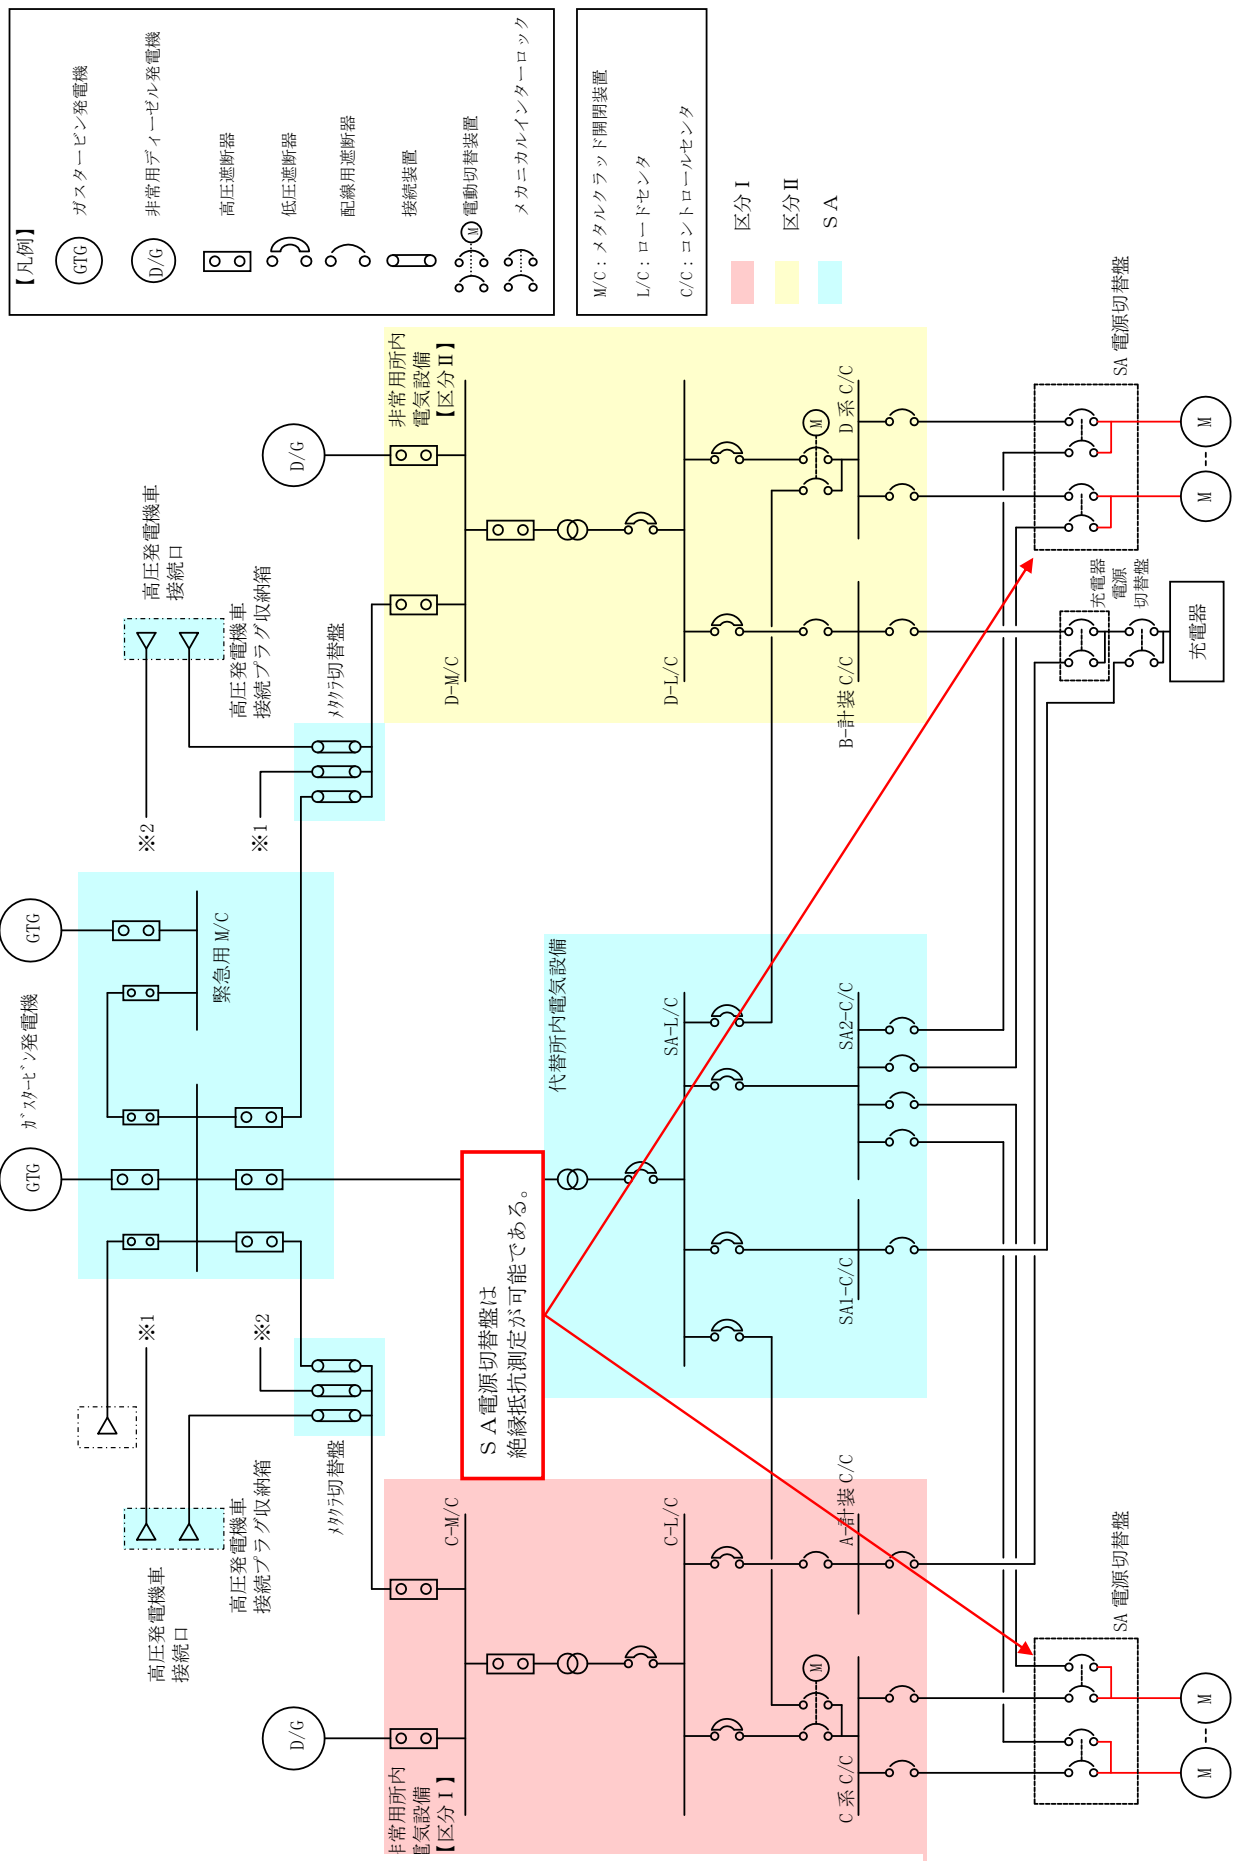 【凡例】
GTG
ガスタービン発電機
D/G
非常用ディーゼル発電機
高圧遮断器
低圧遮断器
配線用遮断器
接続装置
M
電動切替装置
メカニカルインターロック
M/C：メタルクラッド開閉装置
L/C：ロードセンタ
C/C：コントロールセンタ
区分Ⅰ
区分Ⅱ
ＳＡ
GTG
GTG
ｶﾞｽﾀｰﾋﾞﾝ発電機
緊急用 M/C
高圧発電機車
接続口
高圧発電機車
接続プラグ収納箱
ﾒﾀｸﾗ切替盤
※1
※2
高圧発電機車
接続口
高圧発電機車
接続プラグ収納箱
ﾒﾀｸﾗ切替盤
※2
※1
D/G
非常用所内
電気設備
【区分Ⅰ】
C-M/C
C-L/C
C 系 C/C
A-計装 C/C
M
D/G
非常用所内
電気設備
【区分Ⅱ】
D-M/C
D-L/C
D 系 C/C
B-計装 C/C
M
代替所内電気設備
SA-L/C
SA1-C/C
SA2-C/C
ＳＡ電源切替盤は
絶縁抵抗測定が可能である。
SA 電源切替盤
M
M
充電器
電源
切替盤
充電器
SA 電源切替盤
M
M